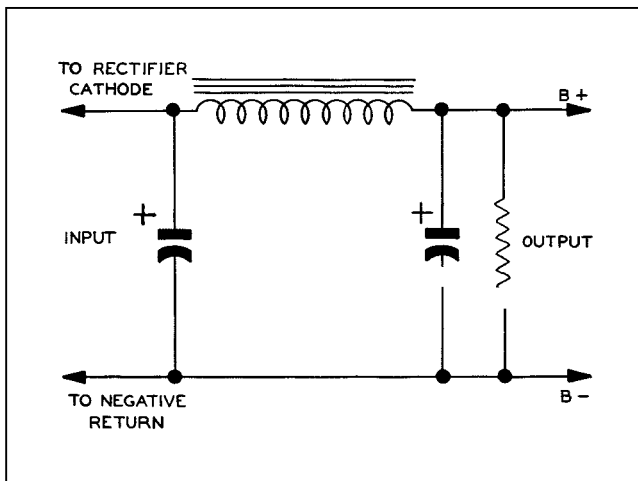 TO RECTIFIER
CATHODE
B+
+
+
INPUT
OUTPUT
TO NEGATIVE
RETURN
B-